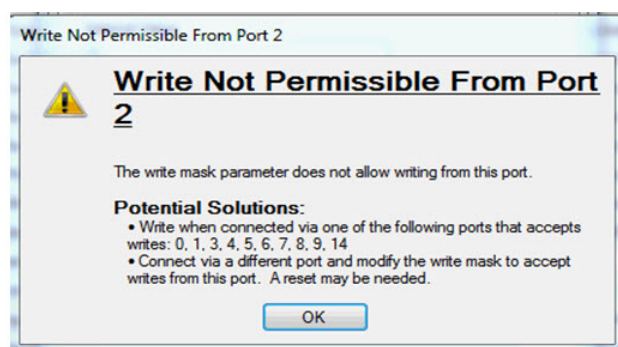 Write Not Permissible From Port 2
Write Not Permissible From Port
2
The write mask parameter does not allow writing from this port.
Potential Solutions:
• Write when connected via one of the following ports that accepts
writes: 0, 1, 3, 4, 5, 6, 7, 8, 9, 14
• Connect via a different port and modify the write mask to accept
writes from this port.  A reset may be needed.
OK